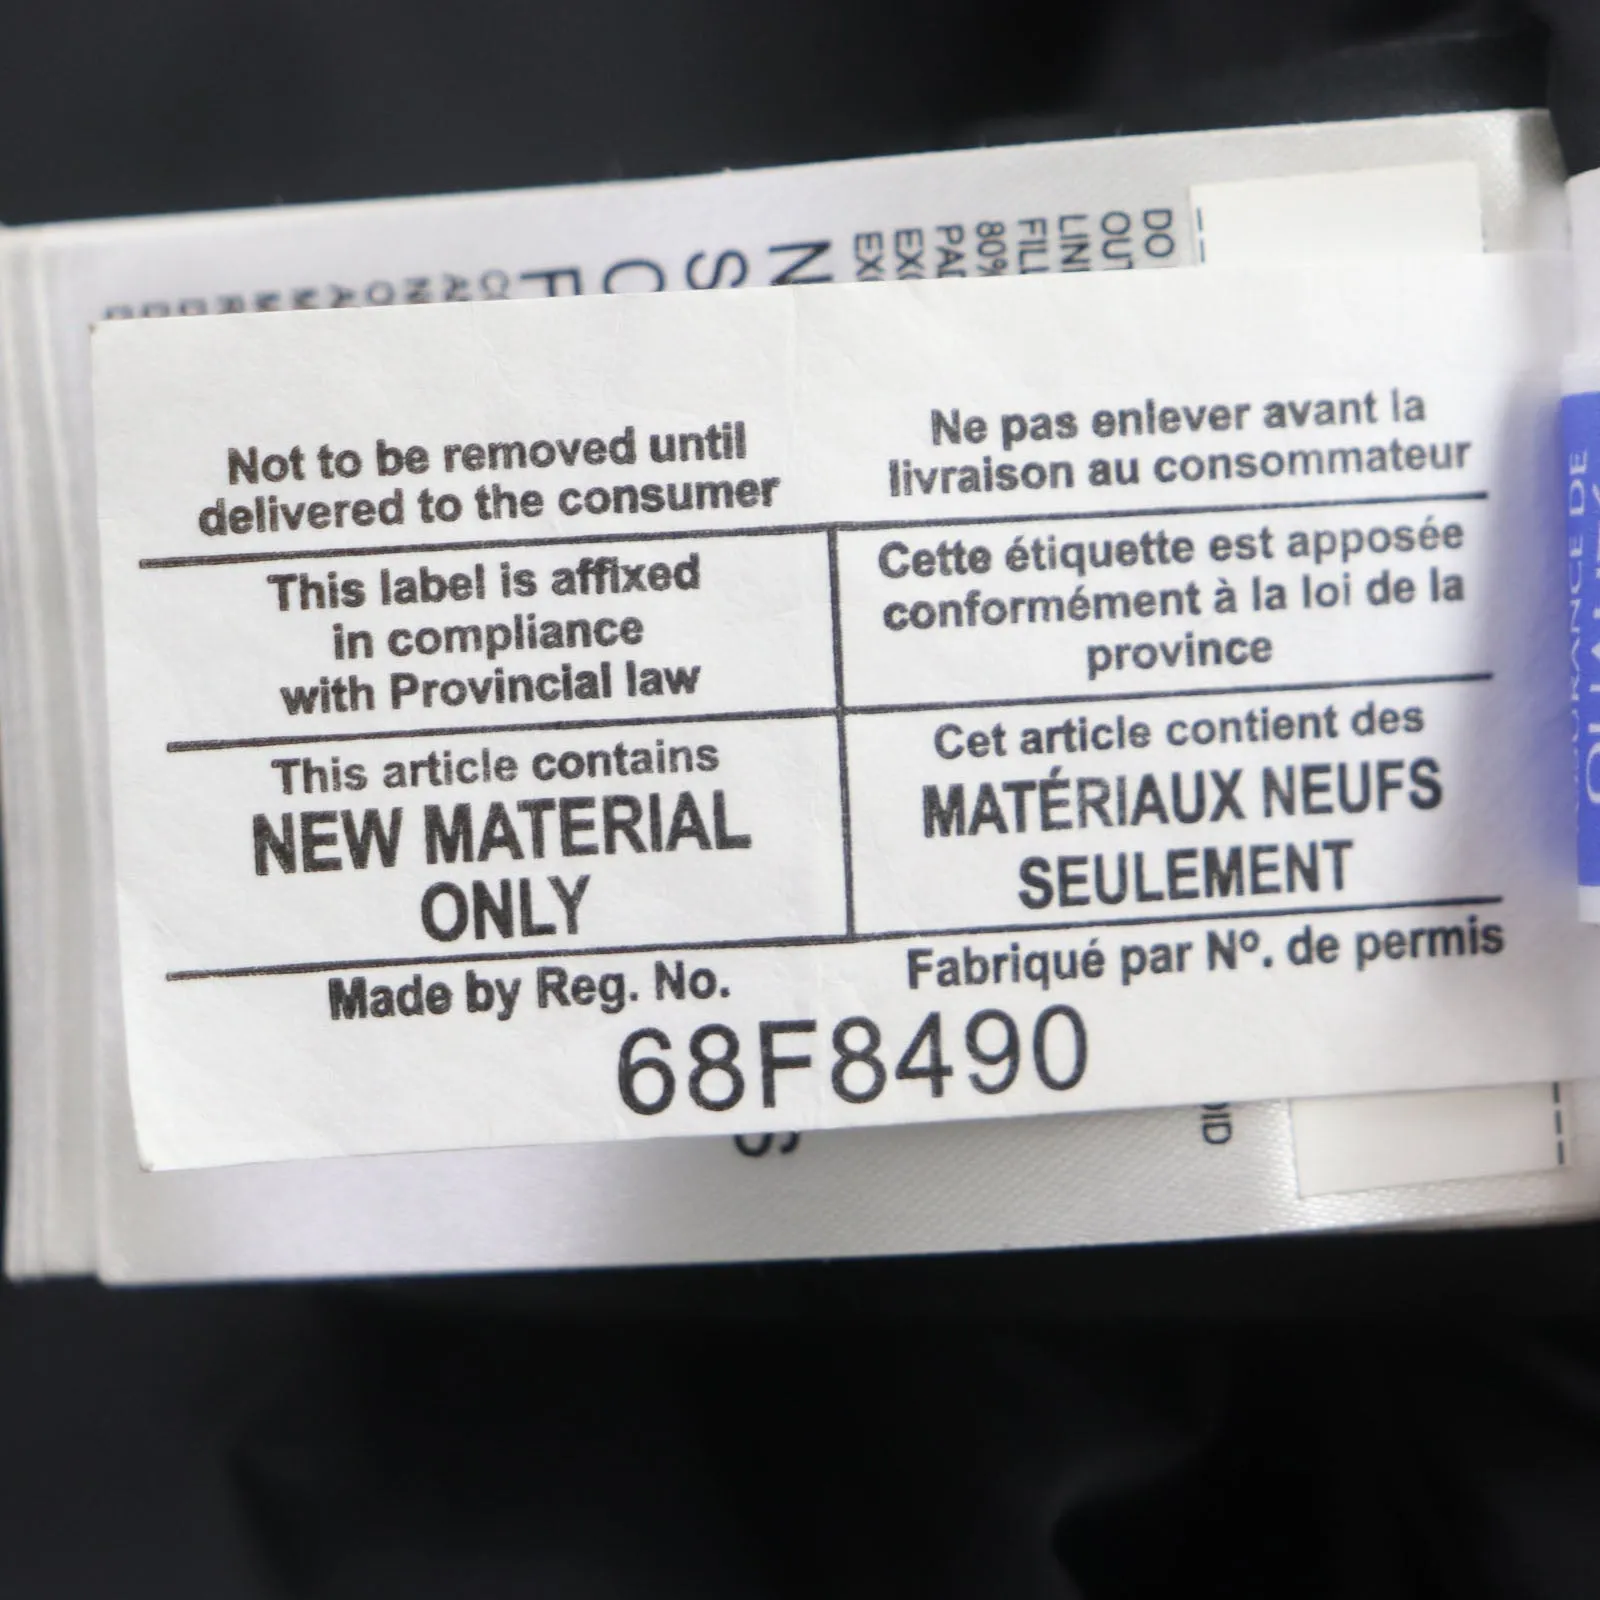 Not to be removed until
delivered to the consumer
Ne pas enlever avant la
livraison au consommateur
This label is affixed
in compliance
with Provincial law
Cette étiquette est apposée
conformément à la loi de la
province
This article contains
NEW MATERIAL
ONLY
Cet article contient des
MATÉRIAUX NEUFS
SEULEMENT
Made by Reg. No.
Fabriqué par Nº. de permis
68F8490
DO